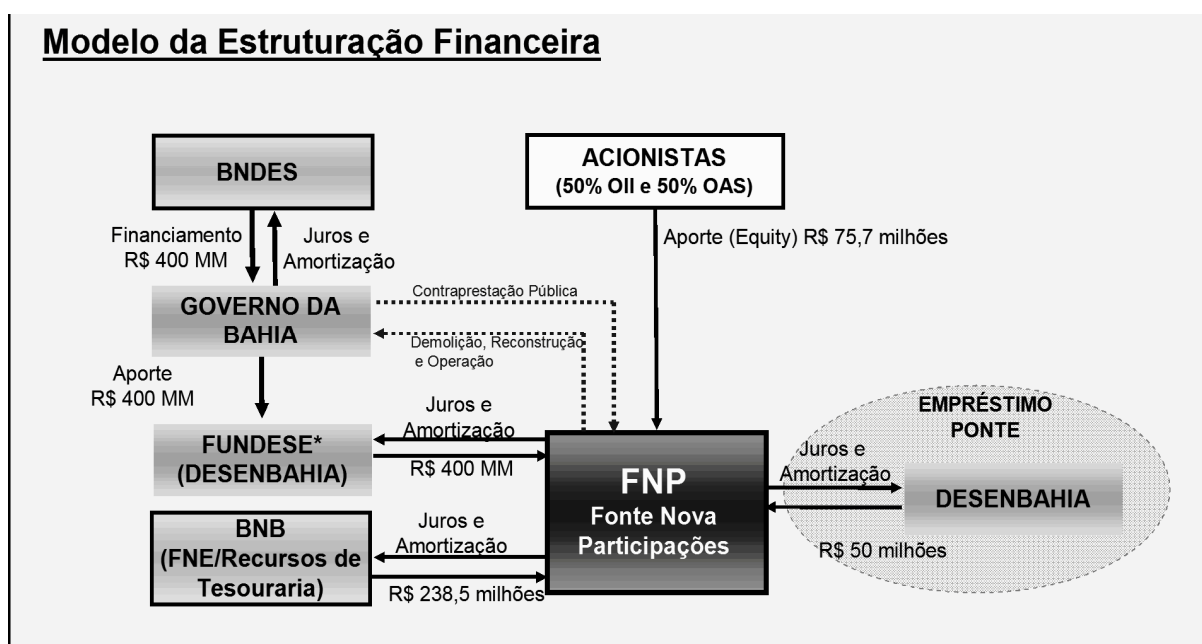 Modelo da Estruturação Financeira
BNDES
ACIONISTAS
(50% OII e 50% OAS)
Financiamento
R$ 400 MM
Juros e
Amortização
Aporte (Equity) R$ 75,7 milhões
GOVERNO DA
BAHIA
Contraprestação Pública
Demolição, Reconstrução
e Operação
Aporte
R$ 400 MM
FUNDESE*
(DESENBAHIA)
Juros e
Amortização
R$ 400 MM
BNB
(FNE/Recursos de
Tesouraria)
Juros e
Amortização
R$ 238,5 milhões
FNP
Fonte Nova
Participações
EMPRÉSTIMO
PONTE
Juros e
Amortização
DESENBAHIA
R$ 50 milhões